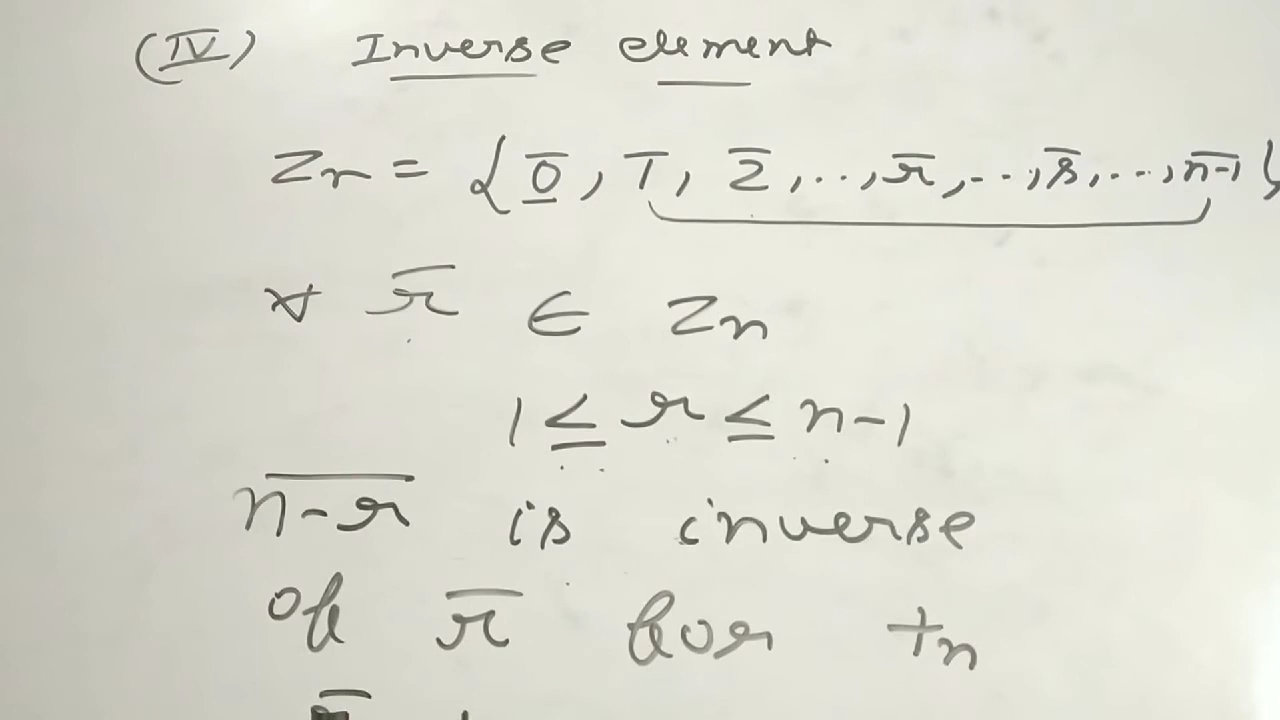 (IV) Inverse element
Zn = { 0̅, 1̅, 2̅, .., r̅, .., s̅, ..., n-1̅ }
∀ r̅ ∈ Zn
1 ≤ r ≤ n-1
n-r̅ is inverse
of r̅ for +n